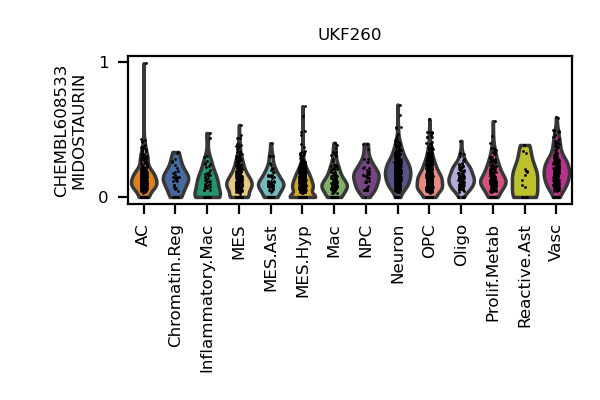 UKF260
CHEMBL608533
MIDOSTAURIN
1
0
AC
Chromatin.Reg
Inflammatory.Mac
MES
MES.Ast
MES.Hyp
Mac
NPC
Neuron
OPC
Oligo
Prolif.Metab
Reactive.Ast
Vasc